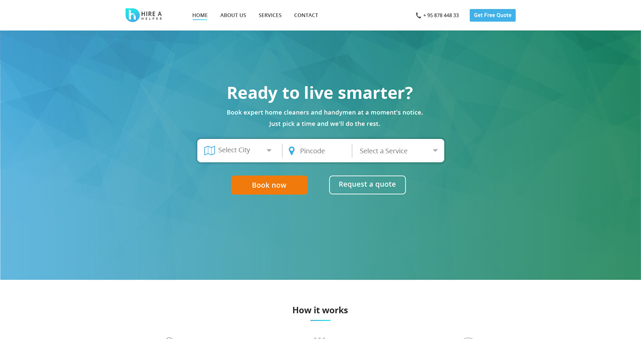 HIRE A
HELPER
HOME
ABOUT US
SERVICES
CONTACT
+ 95 878 448 33
Get Free Quote
Ready to live smarter?
Book expert home cleaners and handymen at a moment's notice.
Just pick a time and we'll do the rest.
Select City
Pincode
Select a Service
Book now
Request a quote
How it works